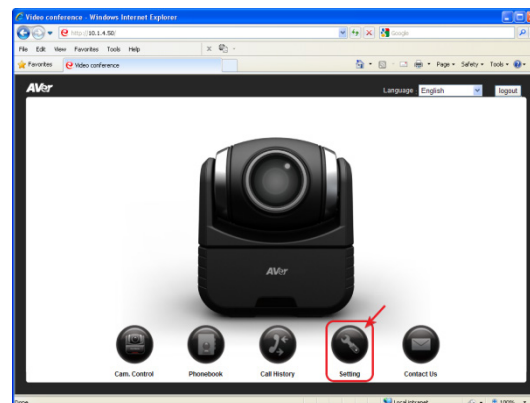 Video conference - Windows Internet Explorer
http://10.1.4.50/
Google
File Edit View Favorites Tools Help
Favorites Video conference
Page Safety Tools
AVer
Language : English logout
AVer
Cam. Control Phonebook Call History Setting Contact Us
Done Local intranet 100%